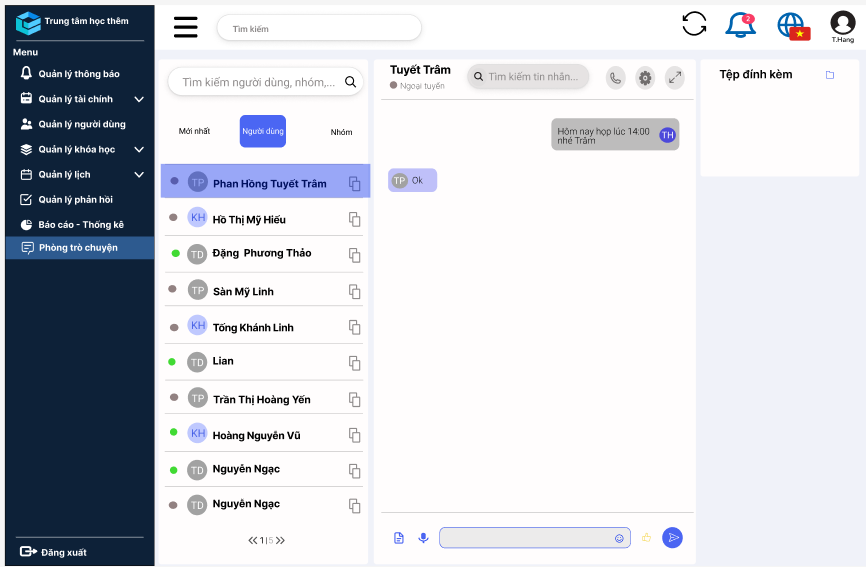 Trung tâm học thêm
Menu
Quản lý thông báo
Quản lý tài chính
Quản lý người dùng
Quản lý khóa học
Quản lý lịch
Quản lý phản hồi
Báo cáo - Thống kê
Phòng trò chuyện
Đăng xuất
Tìm kiếm
2
T.Hang
Tìm kiếm người dùng, nhóm,...
Mới nhất
Người dùng
Nhóm
TP Phan Hồng Tuyết Trâm
KH Hồ Thị Mỹ Hiếu
TD Đặng Phương Thảo
TP Sàn Mỹ Linh
KH Tống Khánh Linh
TD Lian
TP Trần Thị Hoàng Yến
KH Hoàng Nguyên Vũ
TD Nguyễn Ngạc
TD Nguyễn Ngạc
1|5
Tuyết Trâm
Ngoại tuyến
Tìm kiếm tin nhắn...
Hôm nay họp lúc 14:00
nhé Trâm
TH
TP Ok
Tệp đính kèm